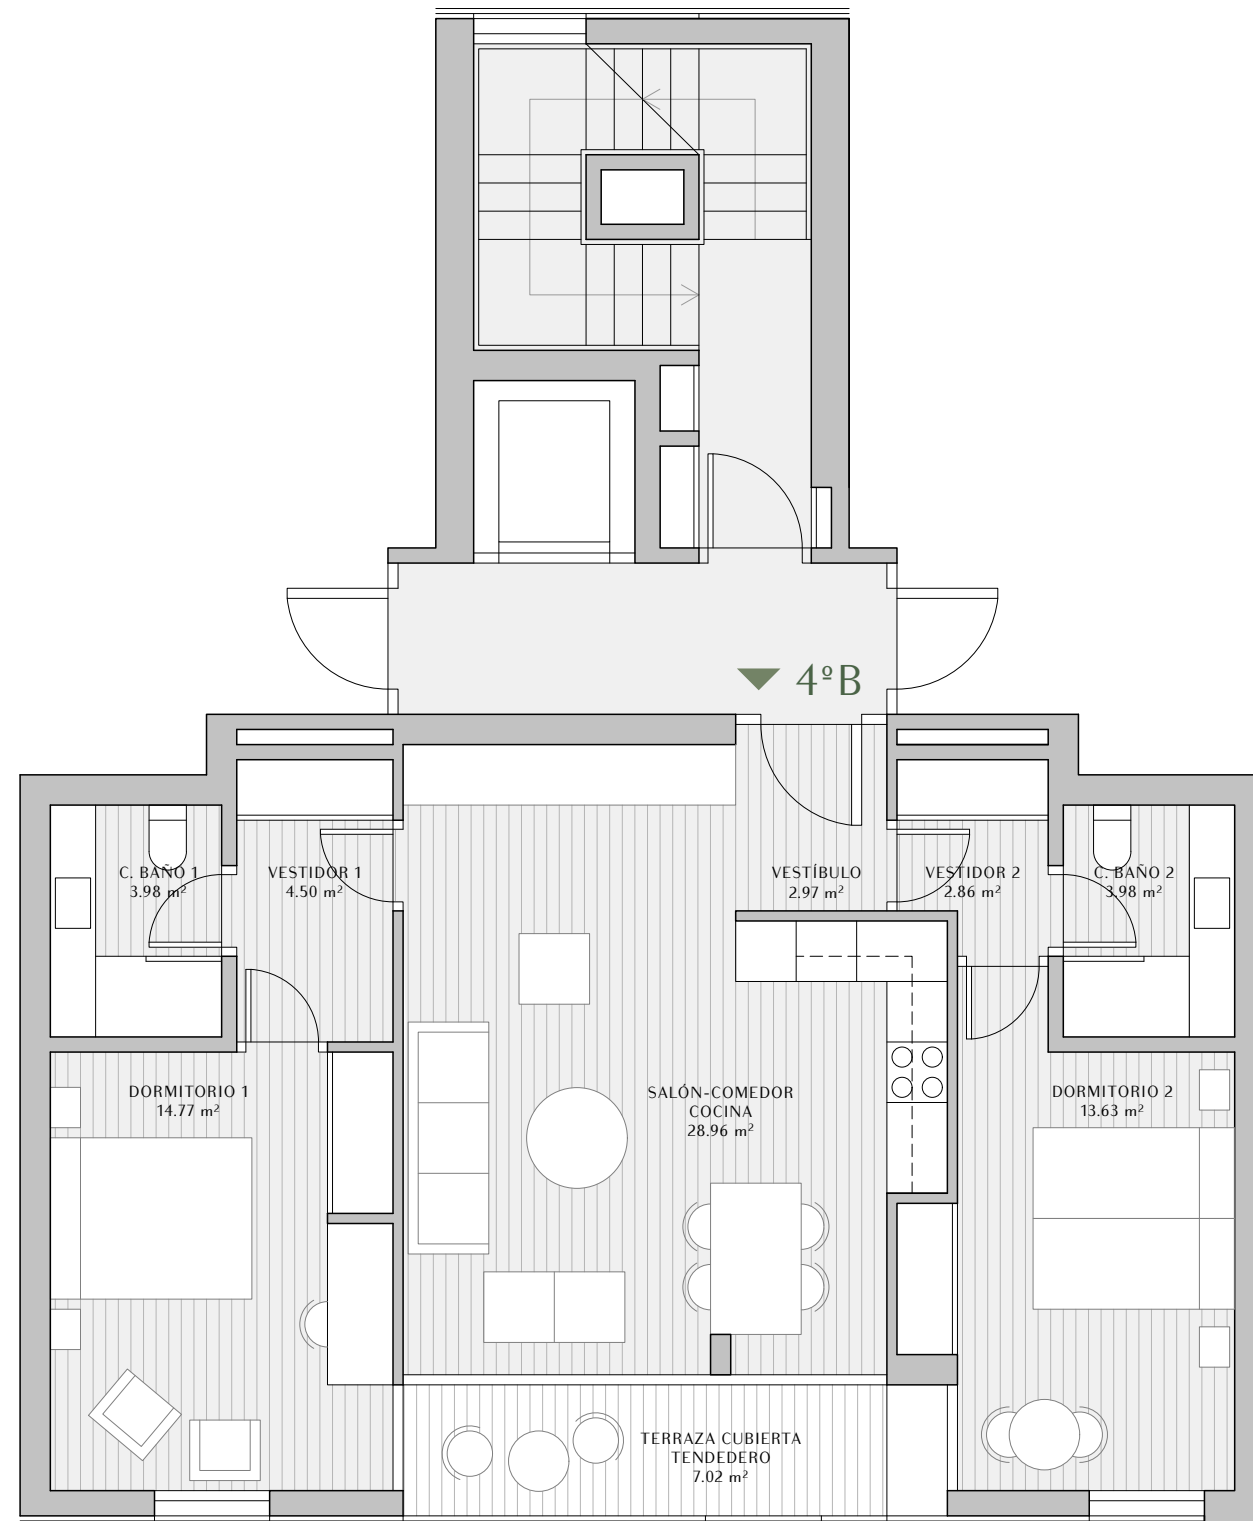 4ºB
C. BAÑO 1
3.98 m²
VESTIDOR 1
4.50 m²
VESTÍBULO
2.97 m²
VESTIDOR 2
2.86 m²
C. BAÑO 2
3.98 m²
DORMITORIO 1
14.77 m²
SALÓN-COMEDOR
COCINA
28.96 m²
DORMITORIO 2
13.63 m²
TERRAZA CUBIERTA
TENDEDERO
7.02 m²